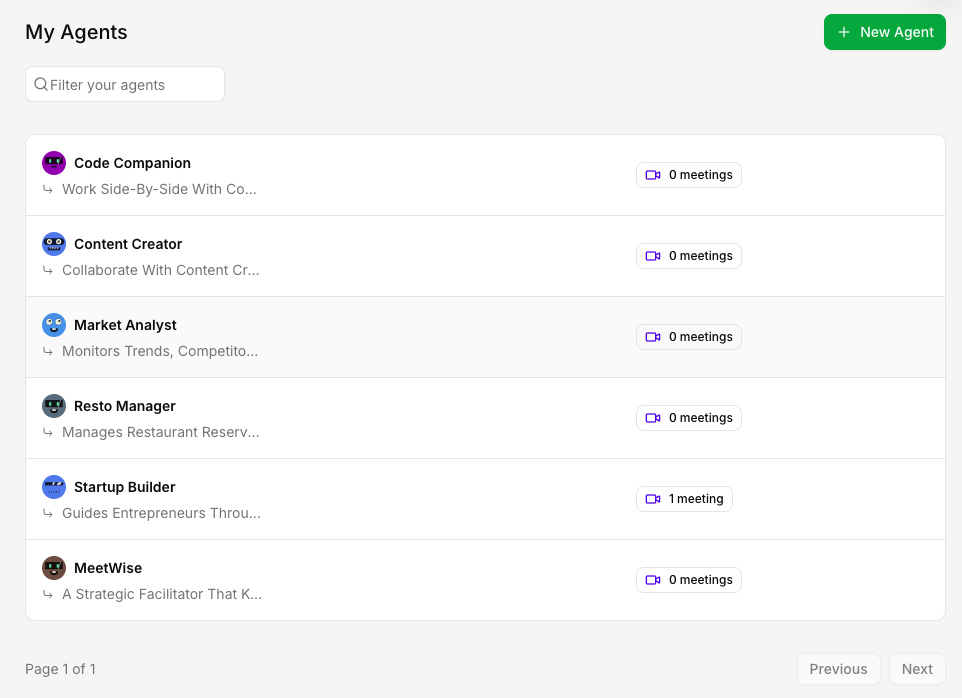 My Agents
New Agent
Filter your agents
Code Companion
Work Side-By-Side With Co...
0 meetings
Content Creator
Collaborate With Content Cr...
0 meetings
Market Analyst
Monitors Trends, Competito...
0 meetings
Resto Manager
Manages Restaurant Reserv...
0 meetings
Startup Builder
Guides Entrepreneurs Throu...
1 meeting
MeetWise
A Strategic Facilitator That K...
0 meetings
Page 1 of 1
Previous
Next